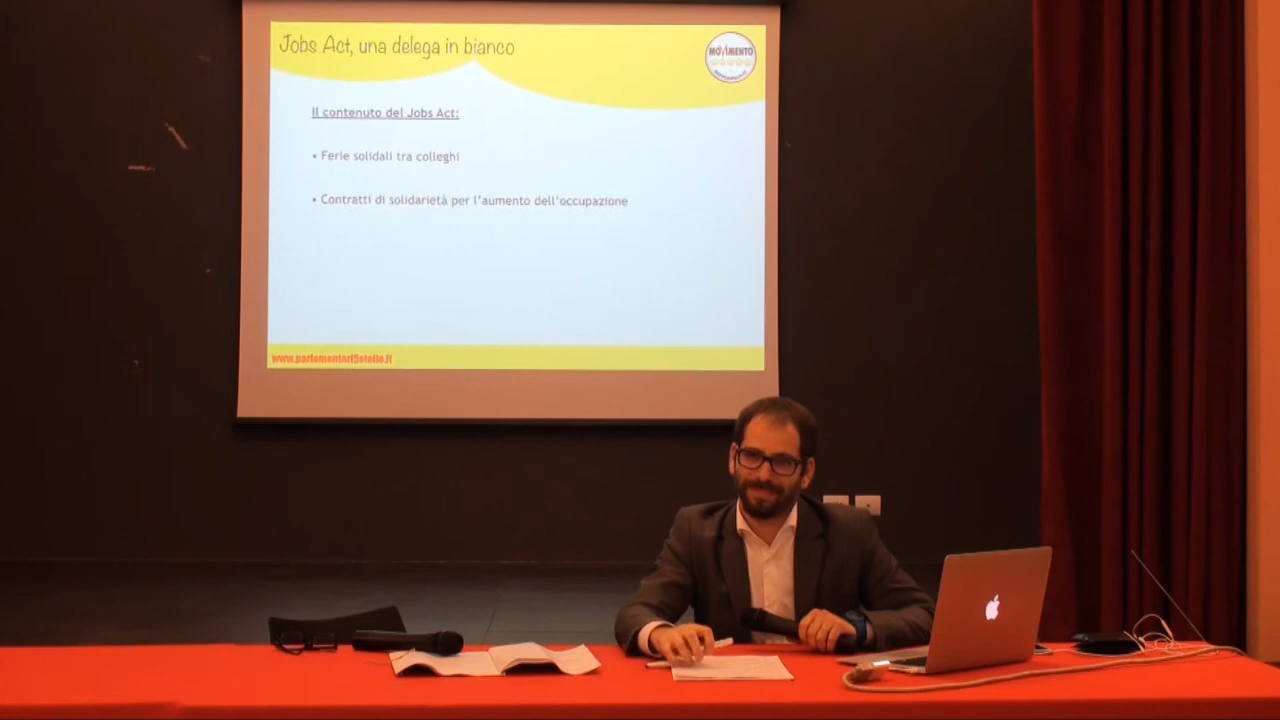 Jobs Act, una delega in bianco
MOVIMENTO
Il contenuto del Jobs Act:
• Ferie solidali tra colleghi
• Contratti di solidarietà per l'aumento dell'occupazione
www.parlamentari5stelle.it